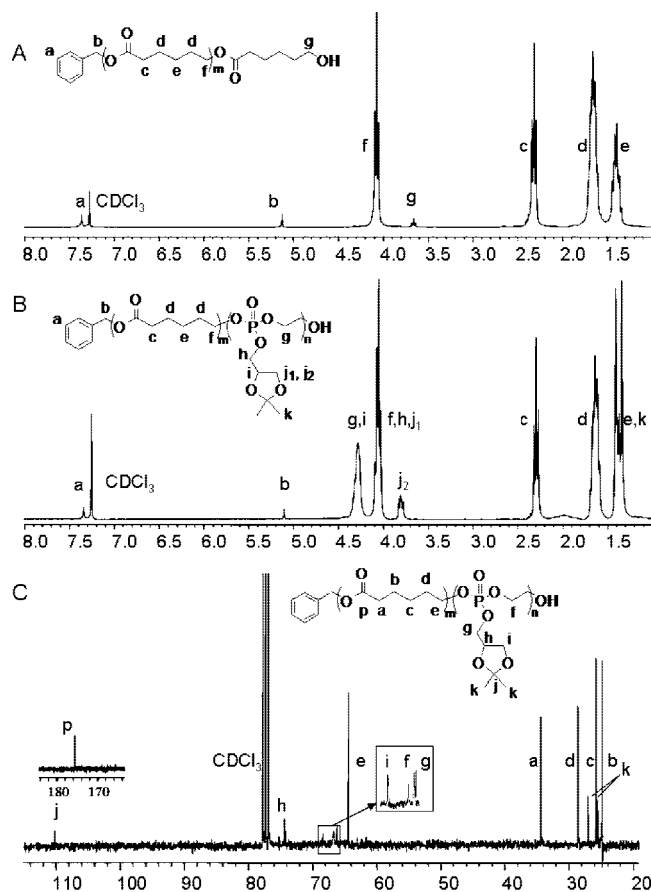 A
a b O d d O g
( O ) m O OH
c e f O
f c d e
a CDCl3 b g
8.0 7.5 7.0 6.5 6.0 5.5 5.0 4.5 4.0 3.5 3.0 2.5 2.0 1.5
B
a b O d d O
( O )m ( O P O ) n OH
c e f O g
h
i j1, j2
O O
k
g,i f,h,j1 c d e,k
a CDCl3 b j2
8.0 7.5 7.0 6.5 6.0 5.5 5.0 4.5 4.0 3.5 3.0 2.5 2.0 1.5
C
O b d O
( O )m ( O P O ) n OH
p a c e O f
g
h i
O O
k j k
p
180 170
CDCl3 e i f g a d c b
k
j h
110 100 90 80 70 60 50 40 30 20